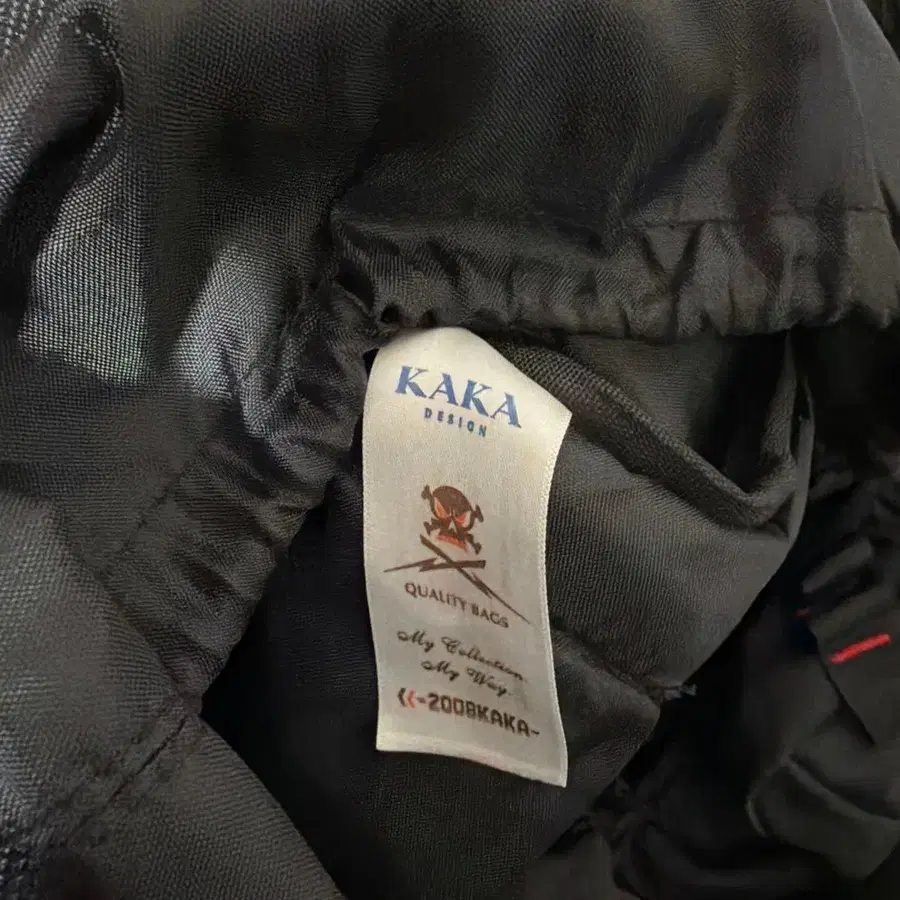 KAKA
DESIGN
QUALITY BAGS
My Collection.
My Way.
-2008KAKA-